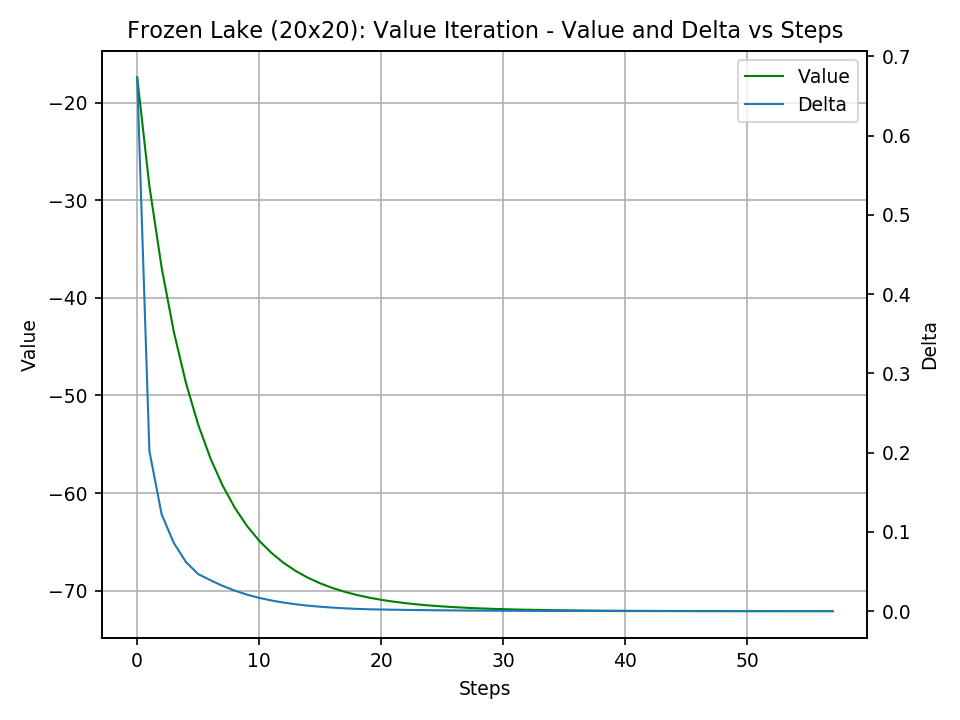 Frozen Lake (20x20): Value Iteration - Value and Delta vs Steps
Value
Delta
−20
−30
−40
−50
−60
−70
Value
0.7
0.6
0.5
0.4
0.3
0.2
0.1
0.0
Delta
0 10 20 30 40 50
Steps